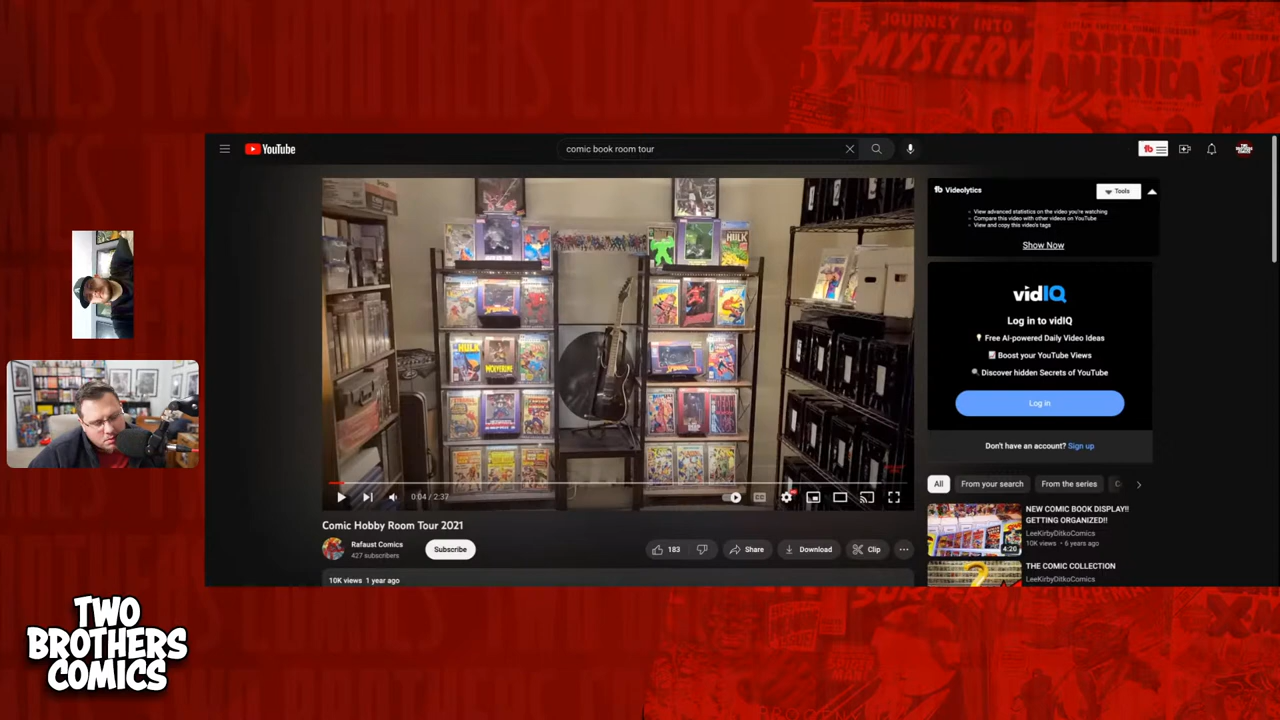 JOURNEY INTO
MYSTERY
CAPTAIN
AMERICA
YouTube
comic book room tour
Videolytics
Tools
View advanced statistics on the video you're watching
Compare this video with other videos on YouTube
View and copy this video's tags
Show Now
vidIQ
Log in to vidIQ
Free AI-powered Daily Video Ideas
Boost your YouTube Views
Discover hidden Secrets of YouTube
Log in
Don't have an account? Sign up
HULK
HULK
WOLVERINE
0:04 / 2:37
Comic Hobby Room Tour 2021
Rafaust Comics
427 subscribers
Subscribe
183
Share
Download
Clip
10K views 1 year ago
All
From your search
From the series
NEW COMIC BOOK DISPLAY!!
GETTING ORGANIZED!!
LeeKirbyDitkoComics
10K views • 6 years ago
4:20
THE COMIC COLLECTION
LeeKirbyDitkoComics
TWO
BROTHERS
COMICS